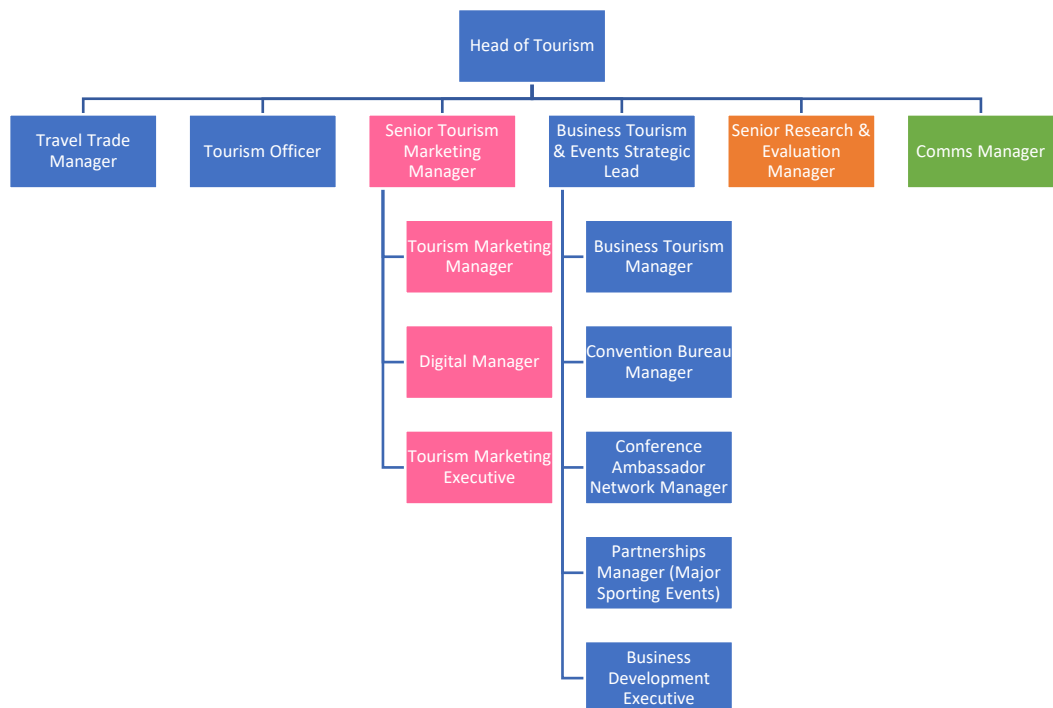 Head of Tourism
Travel Trade
Manager
Tourism Officer
Senior Tourism
Marketing
Manager
Business Tourism
& Events Strategic
Lead
Senior Research &
Evaluation
Manager
Comms Manager
Tourism Marketing
Manager
Digital Manager
Tourism Marketing
Executive
Business Tourism
Manager
Convention Bureau
Manager
Conference
Ambassador
Network Manager
Partnerships
Manager (Major
Sporting Events)
Business
Development
Executive